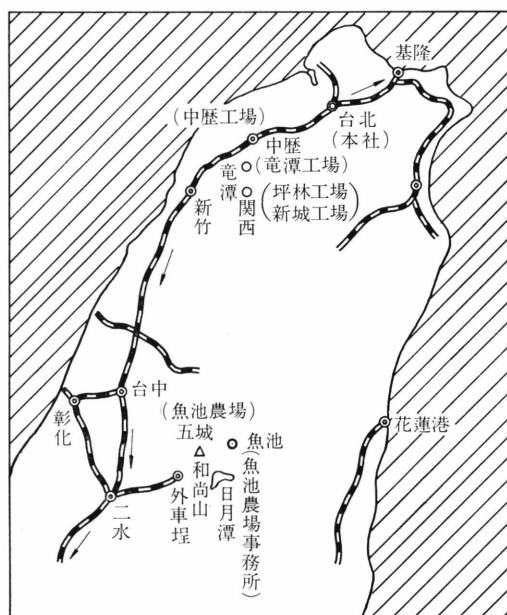 基隆
台北
(本社)
(中歴工場)
中歴
竜潭
(竜潭工場)
関西
(坪林工場
新城工場)
新竹
台中
彰化
(魚池農場)
五城
魚池
(魚池農場事務所)
和尚山
日月潭
外車埕
二水
花蓮港